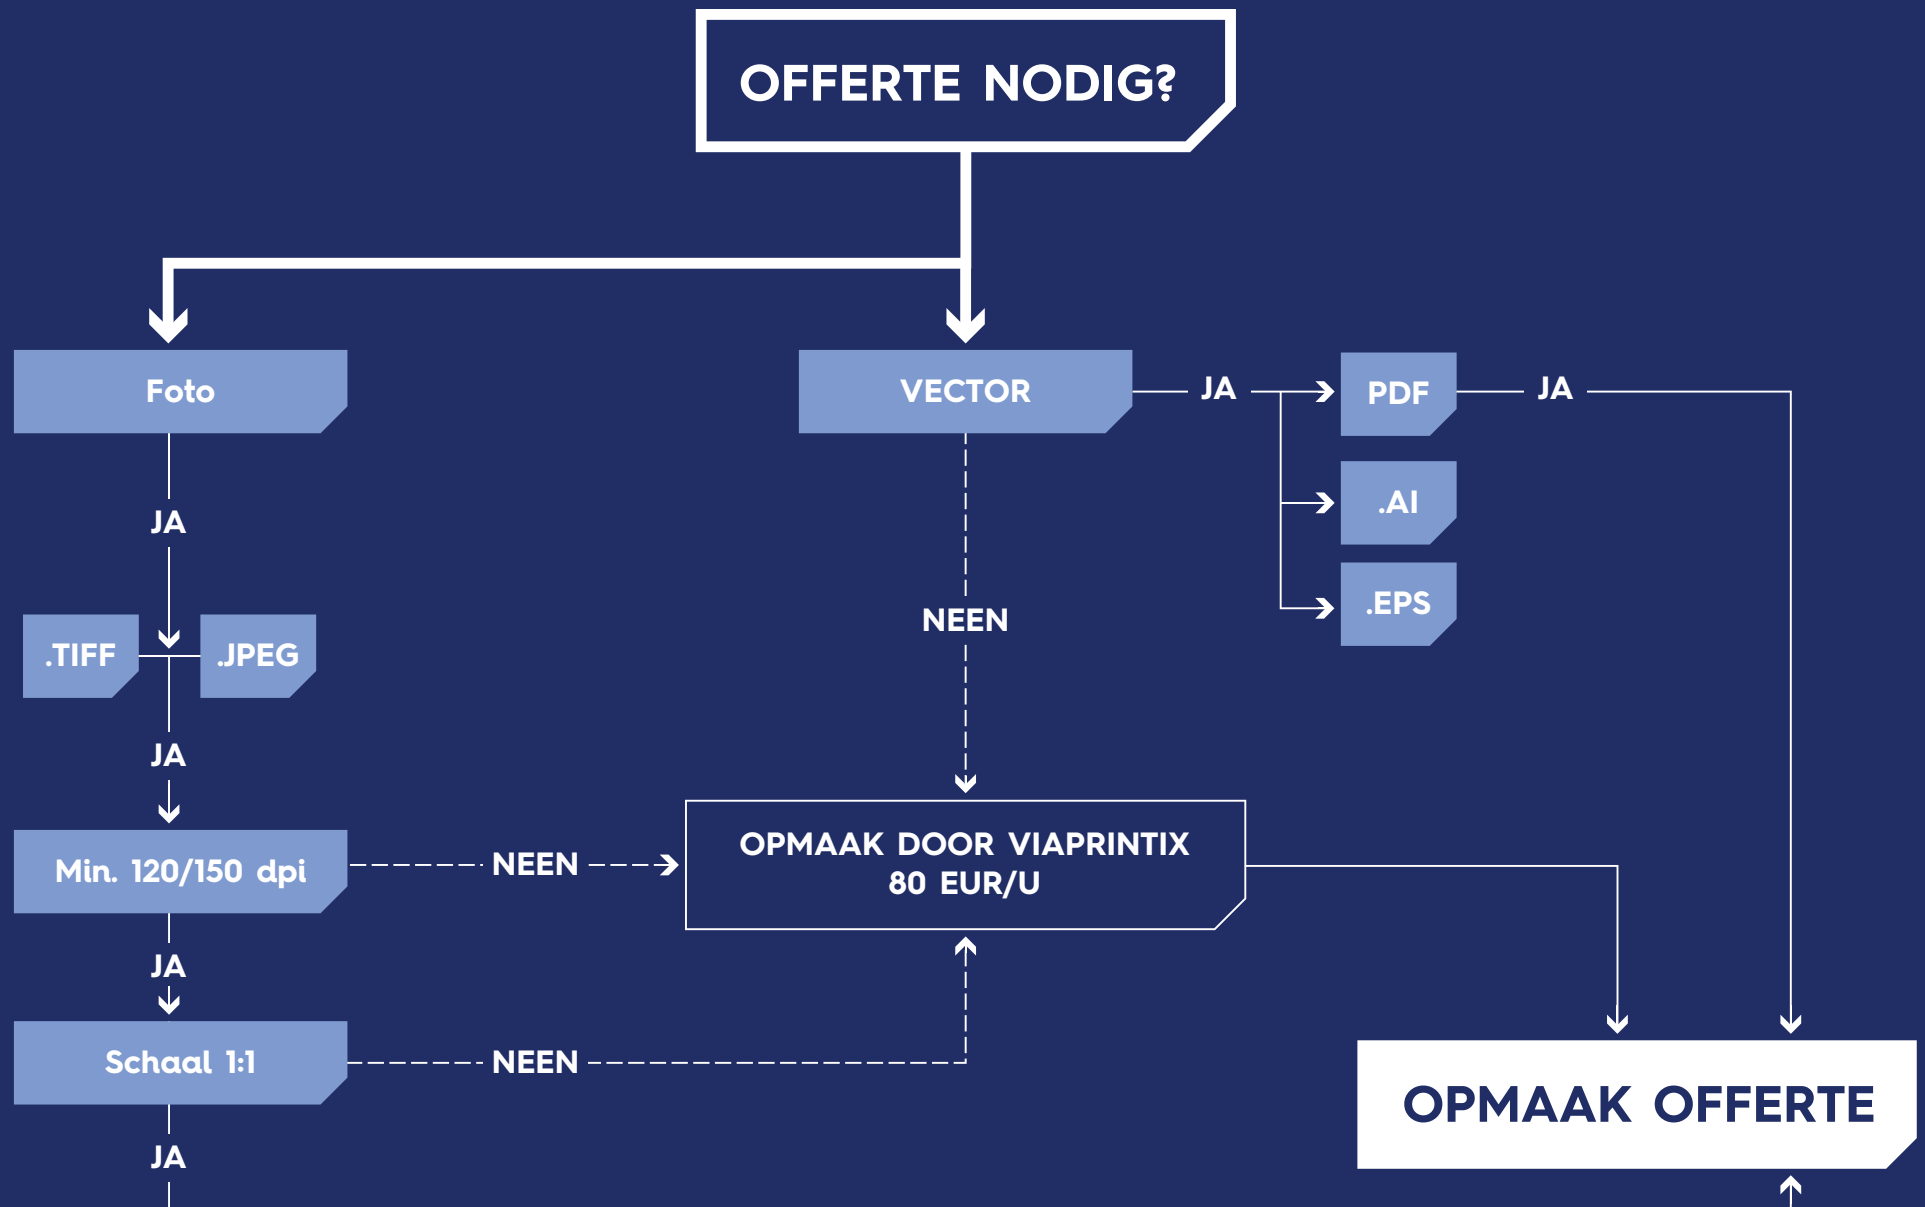 OFFERTE NODIG?
Foto
VECTOR
JA
PDF
JA
.AI
JA
.EPS
NEEN
.TIFF
.JPEG
JA
OPMAAK DOOR VIAPRINTIX
80 EUR/U
Min. 120/150 dpi
NEEN
JA
Schaal 1:1
NEEN
OPMAAK OFFERTE
JA